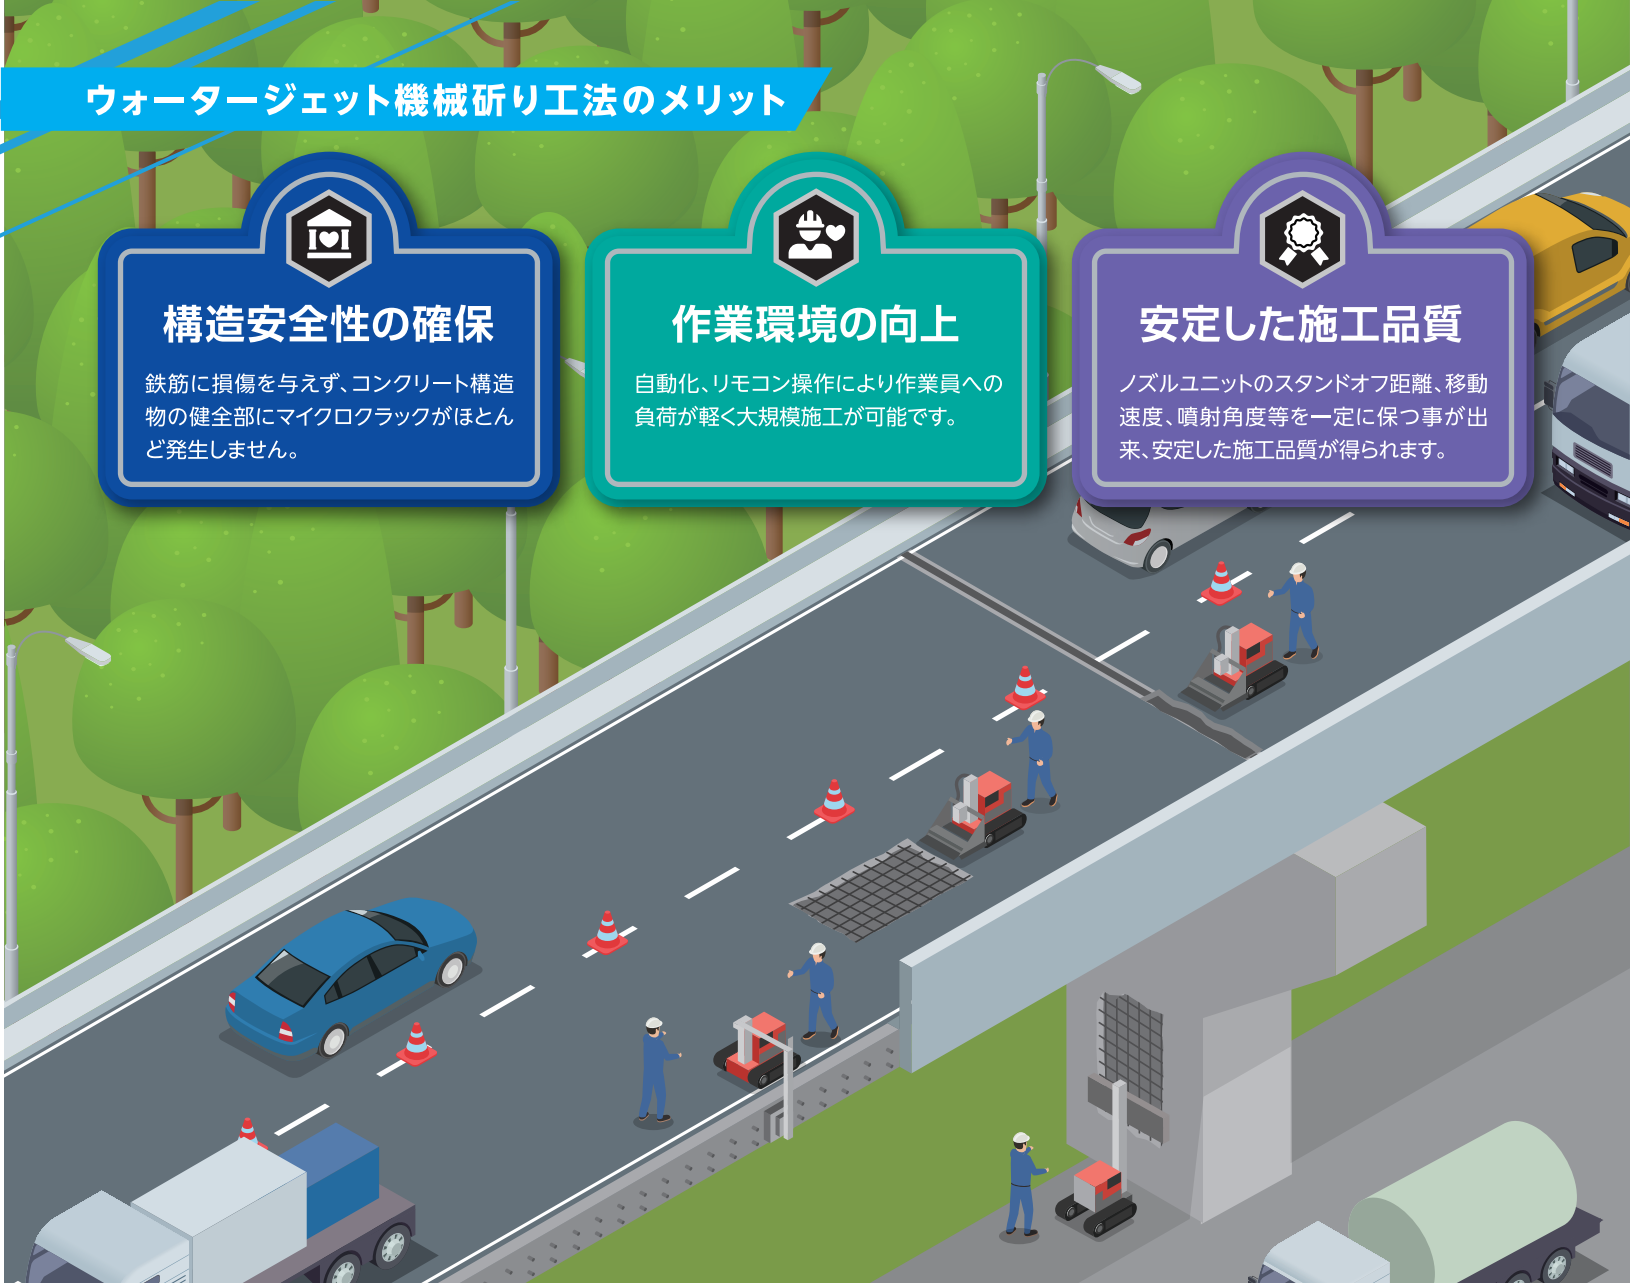 ウォータージェット機械斫り工法のメリット
構造安全性の確保
鉄筋に損傷を与えず、コンクリート構造
物の健全部にマイクロクラックがほとん
ど発生しません。
作業環境の向上
自動化、リモコン操作により作業員への
負荷が軽く大規模施工が可能です。
安定した施工品質
ノズルユニットのスタンドオフ距離、移動
速度、噴射角度等を一定に保つ事が出
来、安定した施工品質が得られます。